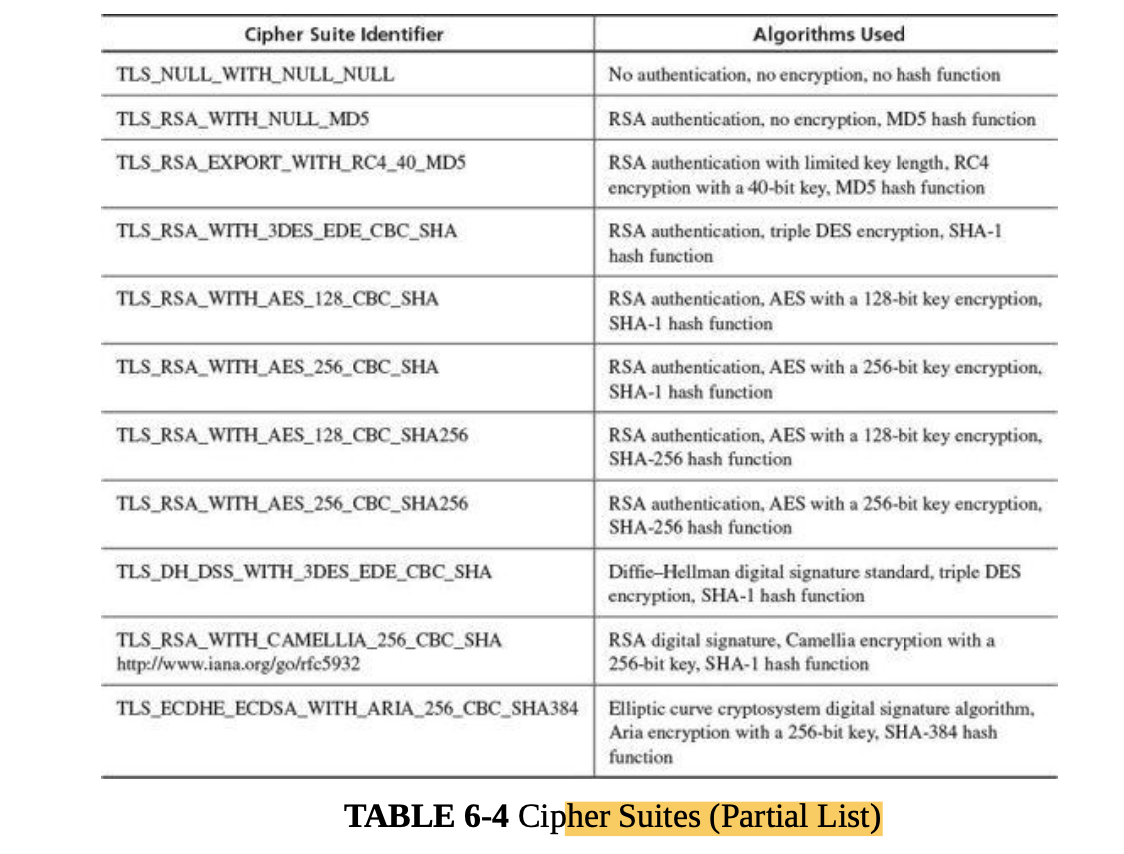 Cipher Suite Identifier
Algorithms Used
TLS_NULL_WITH_NULL_NULL
No authentication, no encryption, no hash function
TLS_RSA_WITH_NULL_MD5
RSA authentication, no encryption, MD5 hash function
TLS_RSA_EXPORT_WITH_RC4_40_MD5
RSA authentication with limited key length, RC4
encryption with a 40-bit key, MD5 hash function
TLS_RSA_WITH_3DES_EDE_CBC_SHA
RSA authentication, triple DES encryption, SHA-1
hash function
TLS_RSA_WITH_AES_128_CBC_SHA
RSA authentication, AES with a 128-bit key encryption,
SHA-1 hash function
TLS_RSA_WITH_AES_256_CBC_SHA
RSA authentication, AES with a 256-bit key encryption,
SHA-1 hash function
TLS_RSA_WITH_AES_128_CBC_SHA256
RSA authentication, AES with a 128-bit key encryption,
SHA-256 hash function
TLS_RSA_WITH_AES_256_CBC_SHA256
RSA authentication, AES with a 256-bit key encryption,
SHA-256 hash function
TLS_DH_DSS_WITH_3DES_EDE_CBC_SHA
Diffie–Hellman digital signature standard, triple DES
encryption, SHA-1 hash function
TLS_RSA_WITH_CAMELLIA_256_CBC_SHA
http://www.iana.org/go/rfc5932
RSA digital signature, Camellia encryption with a
256-bit key, SHA-1 hash function
TLS_ECDHE_ECDSA_WITH_ARIA_256_CBC_SHA384
Elliptic curve cryptosystem digital signature algorithm,
Aria encryption with a 256-bit key, SHA-384 hash
function
TABLE 6-4 Cipher Suites (Partial List)